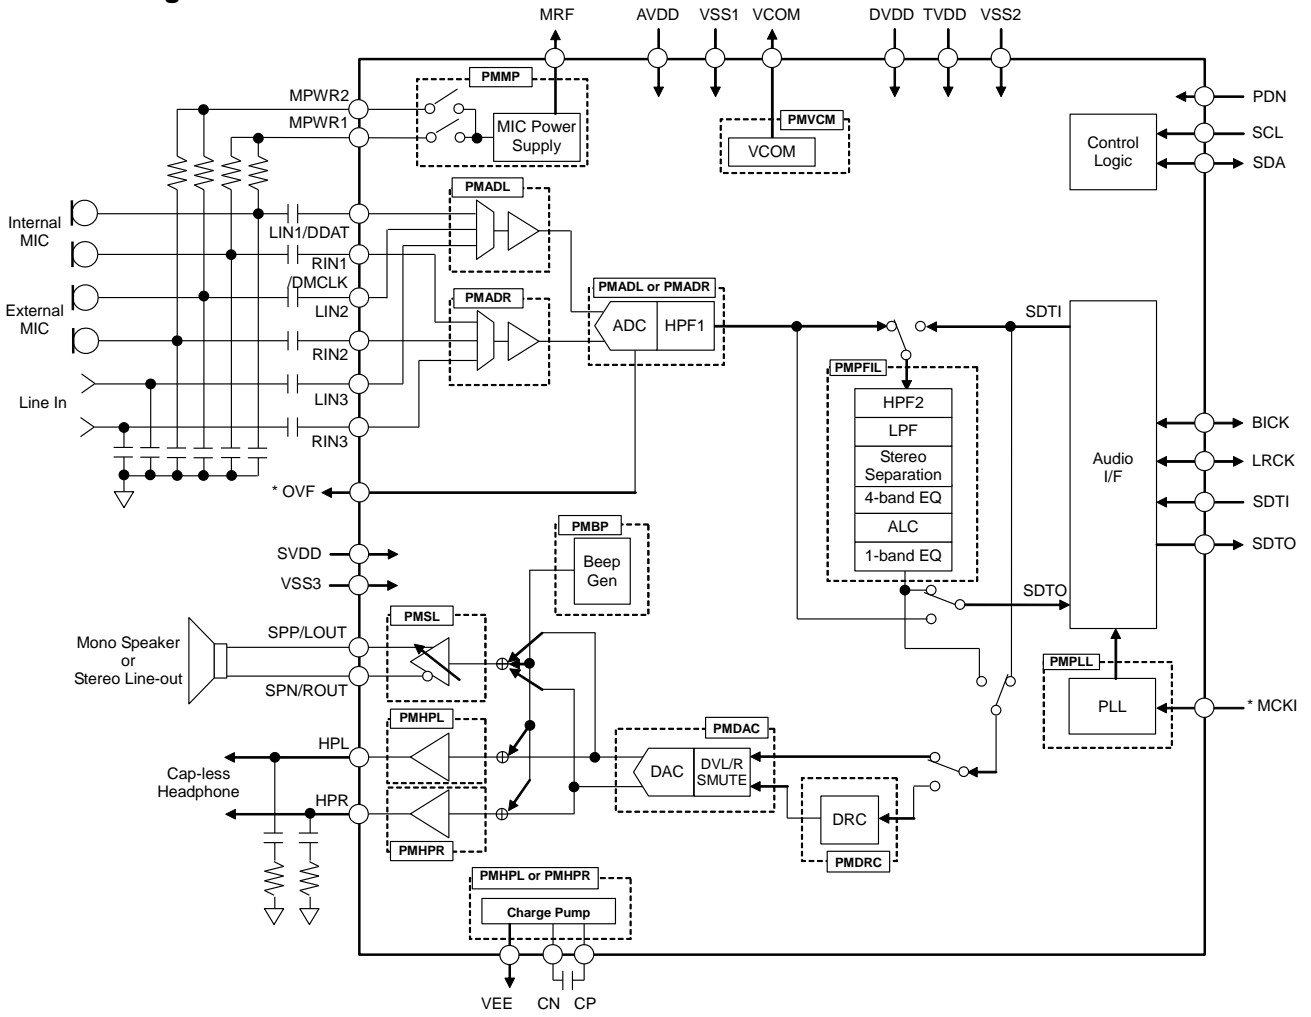 MRF
AVDD
VSS1
VCOM
DVDD
TVDD
VSS2
PMMP
MPWR2
MPWR1
MIC Power
Supply
PMVCM
VCOM
PDN
SCL
SDA
Control
Logic
PMADL
Internal
MIC
LIN1/DDAT
RIN1
/DMCLK
External
MIC
LIN2
RIN2
PMADR
PMADL or PMADR
ADC
HPF1
SDTI
Line In
LIN3
RIN3
PMPFIL
HPF2
LPF
Stereo
Separation
4-band EQ
ALC
1-band EQ
Audio
I/F
BICK
LRCK
SDTI
SDTO
* OVF
SVDD
VSS3
PMBP
Beep
Gen
SDTO
PMSL
Mono Speaker
or
Stereo Line-out
SPP/LOUT
SPN/ROUT
PMPLL
PLL
* MCKI
PMHPL
HPL
Cap-less
Headphone
HPR
PMHPR
PMDAC
DAC
DVL/R
SMUTE
DRC
PMDRC
PMHPL or PMHPR
Charge Pump
VEE
CN
CP